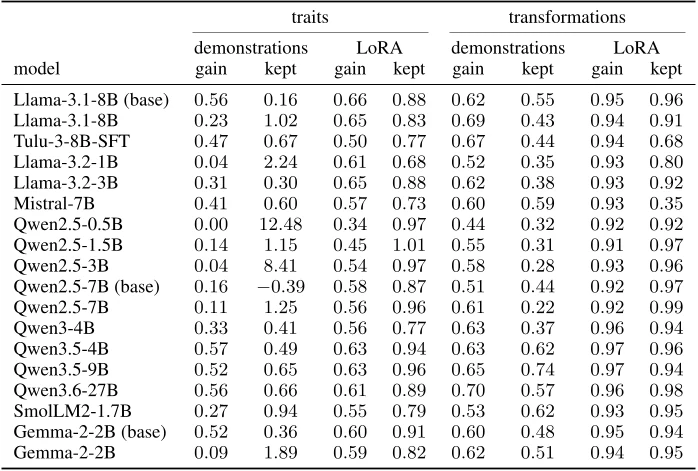 traits transformations
demonstrations LoRA demonstrations LoRA
model gain kept gain kept gain kept gain kept
Llama-3.1-8B (base) 0.56 0.16 0.66 0.88 0.62 0.55 0.95 0.96
Llama-3.1-8B 0.23 1.02 0.65 0.83 0.69 0.43 0.94 0.91
Tulu-3-8B-SFT 0.47 0.67 0.50 0.77 0.67 0.44 0.94 0.68
Llama-3.2-1B 0.04 2.24 0.61 0.68 0.52 0.35 0.93 0.80
Llama-3.2-3B 0.31 0.30 0.65 0.88 0.62 0.38 0.93 0.92
Mistral-7B 0.41 0.60 0.57 0.73 0.60 0.59 0.93 0.35
Qwen2.5-0.5B 0.00 12.48 0.34 0.97 0.44 0.32 0.92 0.92
Qwen2.5-1.5B 0.14 1.15 0.45 1.01 0.55 0.31 0.91 0.97
Qwen2.5-3B 0.04 8.41 0.54 0.97 0.58 0.28 0.93 0.96
Qwen2.5-7B (base) 0.16 −0.39 0.58 0.87 0.51 0.44 0.92 0.97
Qwen2.5-7B 0.11 1.25 0.56 0.96 0.61 0.22 0.92 0.99
Qwen3-4B 0.33 0.41 0.56 0.77 0.63 0.37 0.96 0.94
Qwen3.5-4B 0.57 0.49 0.63 0.94 0.63 0.62 0.97 0.96
Qwen3.5-9B 0.52 0.65 0.63 0.96 0.65 0.74 0.97 0.94
Qwen3.6-27B 0.56 0.66 0.61 0.89 0.70 0.57 0.96 0.98
SmolLM2-1.7B 0.27 0.94 0.55 0.79 0.53 0.62 0.93 0.95
Gemma-2-2B (base) 0.52 0.36 0.60 0.91 0.60 0.48 0.95 0.94
Gemma-2-2B 0.09 1.89 0.59 0.82 0.62 0.51 0.94 0.95